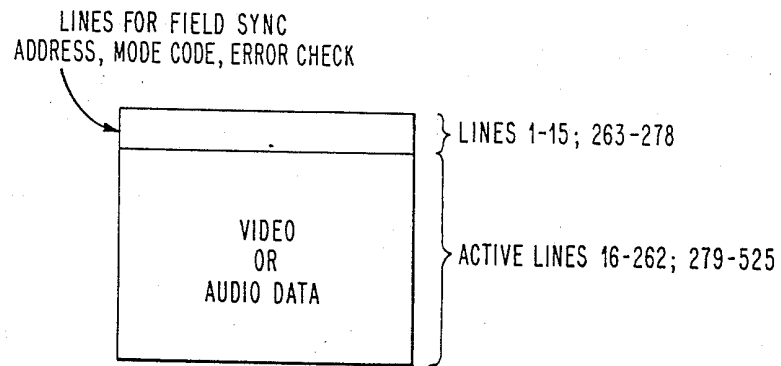 LINES FOR FIELD SYNC
ADDRESS, MODE CODE, ERROR CHECK
LINES 1-15; 263-278
VIDEO
OR
AUDIO DATA
ACTIVE LINES 16-262; 279-525